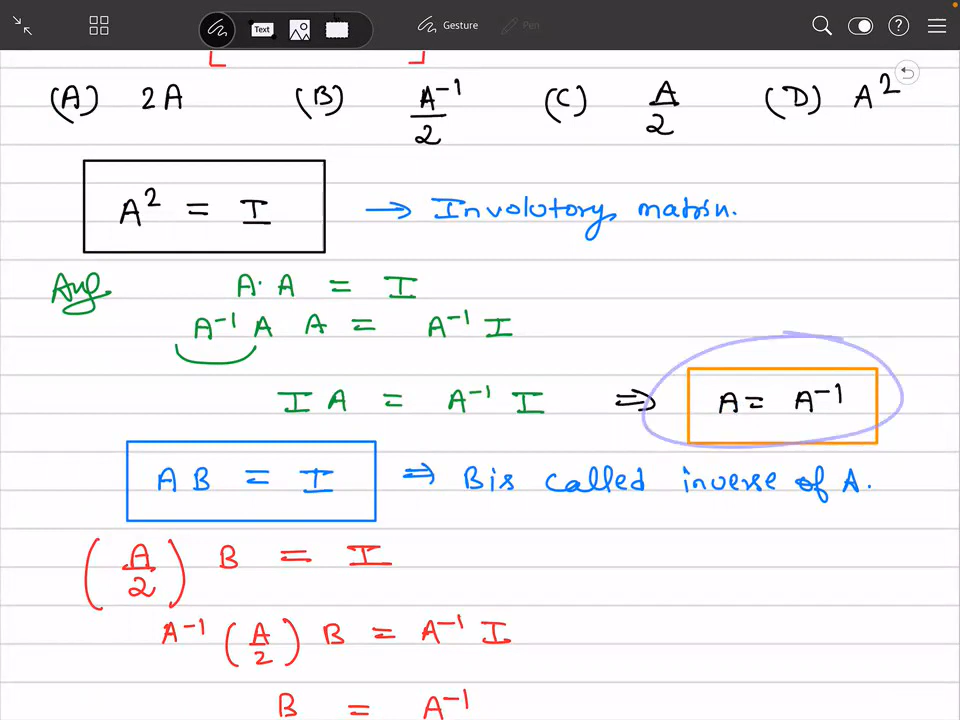 Text Gesture Pen
(A) 2A (B) A⁻¹/2 (C) A/2 (D) A²
A² = I → Involutory matrix.
Ans A·A = I
A⁻¹ A A = A⁻¹ I
I A = A⁻¹ I ⇒ A = A⁻¹
AB = I ⇒ B is called inverse of A.
(A/2) B = I
A⁻¹ (A/2) B = A⁻¹ I
B = A⁻¹